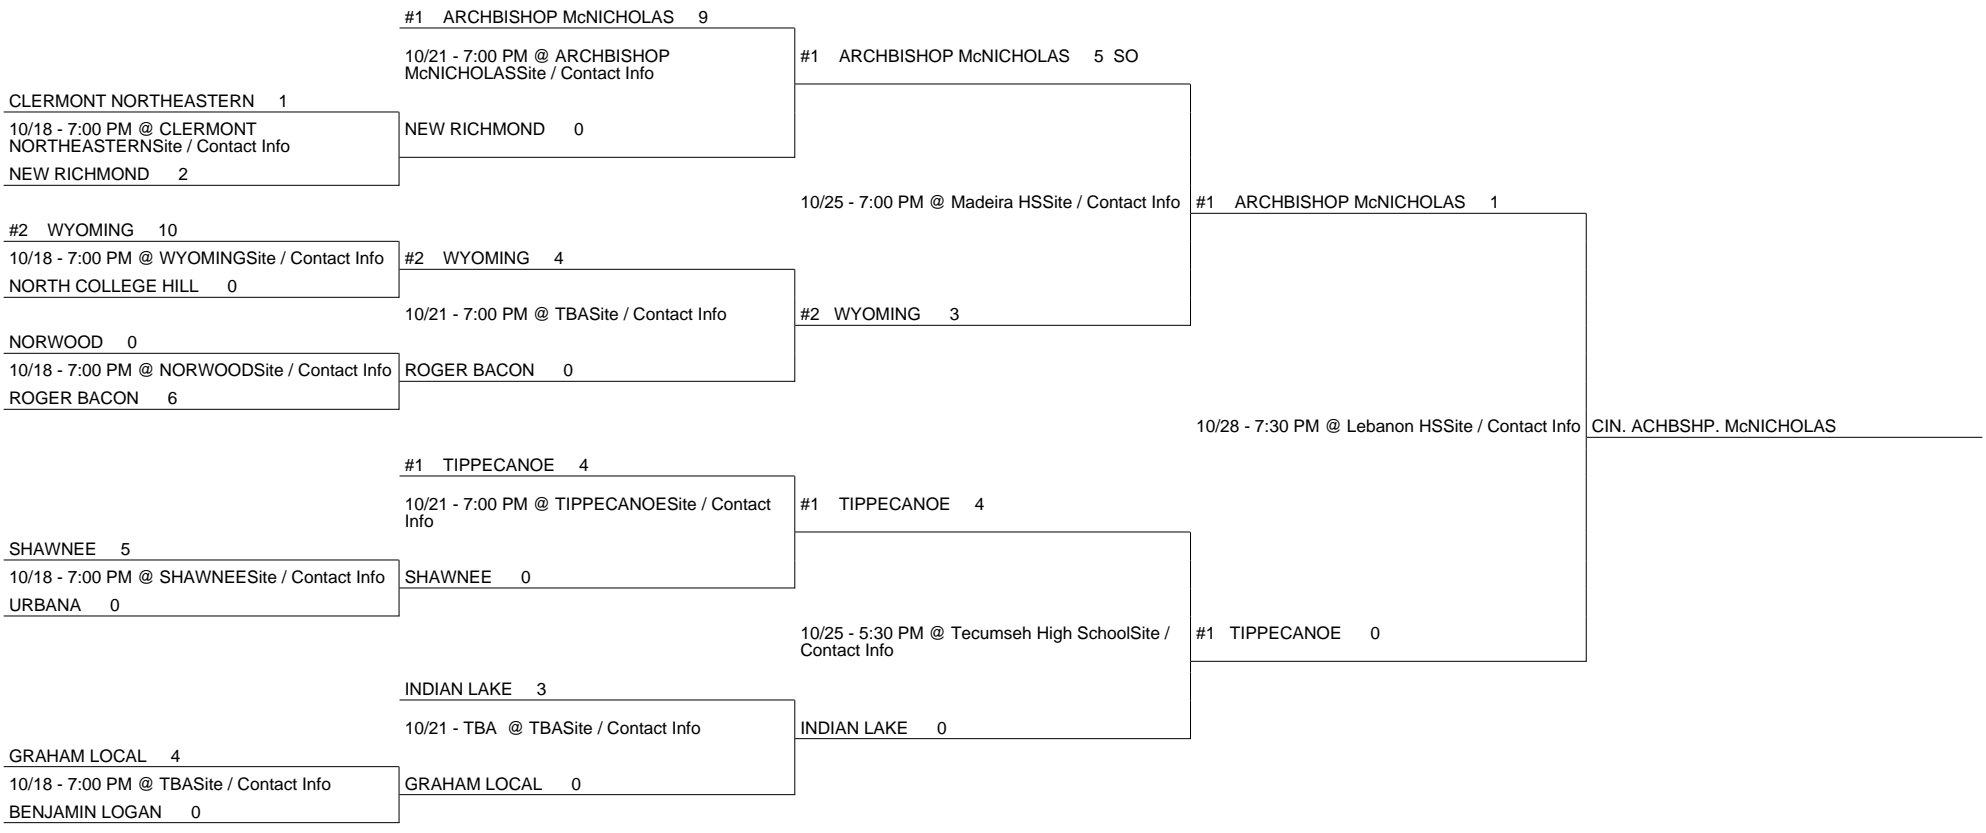 #1 ARCHBISHOP McNICHOLAS 9
10/21 - 7:00 PM @ ARCHBISHOP
McNICHOLASSite / Contact Info
#1 ARCHBISHOP McNICHOLAS 5 SO
CLERMONT NORTHEASTERN 1
10/18 - 7:00 PM @ CLERMONT
NORTHEASTERNSite / Contact Info
NEW RICHMOND 0
NEW RICHMOND 2
10/25 - 7:00 PM @ Madeira HSSite / Contact Info
#1 ARCHBISHOP McNICHOLAS 1
#2 WYOMING 10
10/18 - 7:00 PM @ WYOMINGSite / Contact Info
#2 WYOMING 4
NORTH COLLEGE HILL 0
10/21 - 7:00 PM @ TBASite / Contact Info
#2 WYOMING 3
NORWOOD 0
10/18 - 7:00 PM @ NORWOODSite / Contact Info
ROGER BACON 0
ROGER BACON 6
10/28 - 7:30 PM @ Lebanon HSSite / Contact Info
CIN. ACHBSHP. McNICHOLAS
#1 TIPPECANOE 4
10/21 - 7:00 PM @ TIPPECANOESite / Contact
Info
#1 TIPPECANOE 4
SHAWNEE 5
10/18 - 7:00 PM @ SHAWNEESite / Contact Info
SHAWNEE 0
URBANA 0
10/25 - 5:30 PM @ Tecumseh High SchoolSite /
Contact Info
#1 TIPPECANOE 0
INDIAN LAKE 3
10/21 - TBA @ TBASite / Contact Info
INDIAN LAKE 0
GRAHAM LOCAL 4
10/18 - 7:00 PM @ TBASite / Contact Info
GRAHAM LOCAL 0
BENJAMIN LOGAN 0